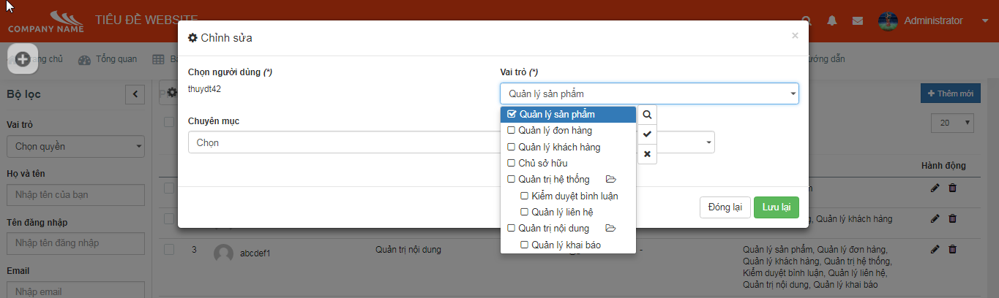 COMPANY NAME
TIÊU ĐỀ WEBSITE
Administrator
Trang chủ
Tổng quan
ướng dẫn
Chỉnh sửa
×
Chọn người dùng (*)
thuydt42
Vai trò (*)
Quản lý sản phẩm
Chuyên mục
Chọn
Quản lý sản phẩm
Quản lý đơn hàng
Quản lý khách hàng
Chủ sở hữu
Quản trị hệ thống
Kiểm duyệt bình luận
Quản lý liên hệ
Quản trị nội dung
Quản lý khai báo
Đóng lại
Lưu lại
Bộ lọc
Vai trò
Chọn quyền
Họ và tên
Nhập tên của bạn
Tên đăng nhập
Nhập tên đăng nhập
Email
Nhập email
Thêm mới
20
Hành động
, Quản lý khách hàng
3
abcdef1
Quản trị nội dung
-
Quản lý sản phẩm, Quản lý đơn hàng,
Quản lý khách hàng, Quản trị hệ thống,
Kiểm duyệt bình luận, Quản lý liên hệ,
Quản trị nội dung, Quản lý khai báo